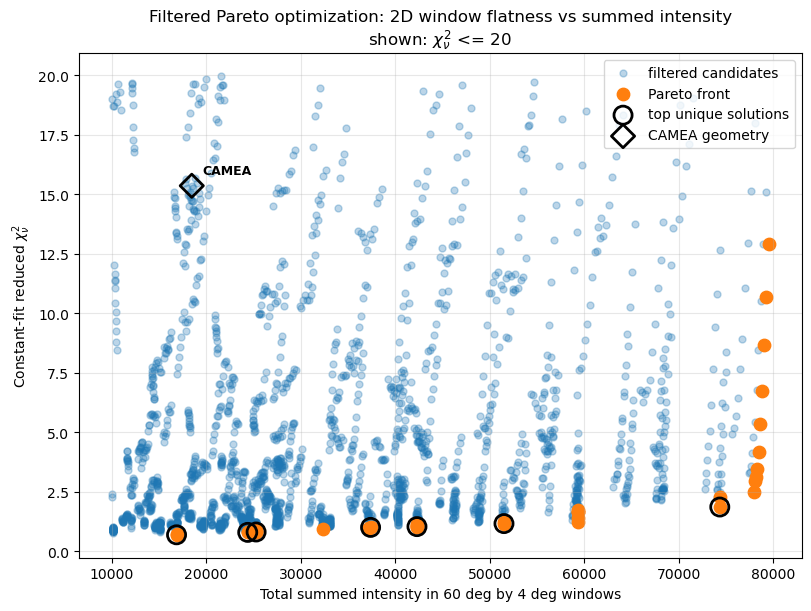 Filtered Pareto optimization: 2D window flatness vs summed intensity
shown: χ²ᵥ <= 20
filtered candidates
Pareto front
top unique solutions
CAMEA geometry
CAMEA
Constant-fit reduced χ²ᵥ
20.0
17.5
15.0
12.5
10.0
7.5
5.0
2.5
0.0
10000 20000 30000 40000 50000 60000 70000 80000
Total summed intensity in 60 deg by 4 deg windows